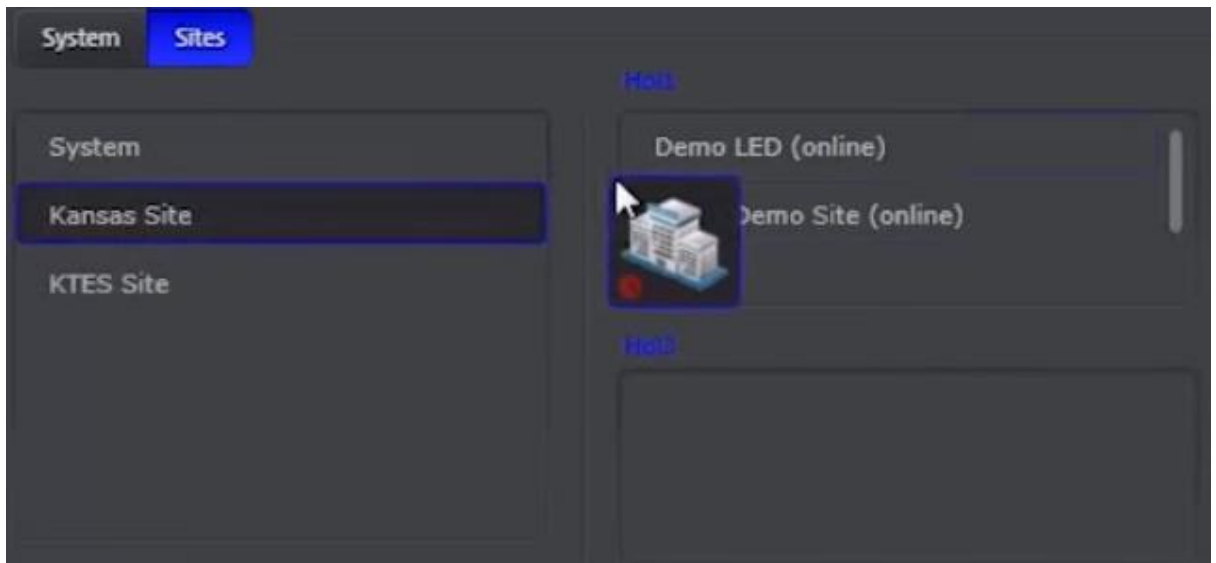 System Sites
System
Kansas Site
KTES Site
Demo LED (online)
Demo Site (online)